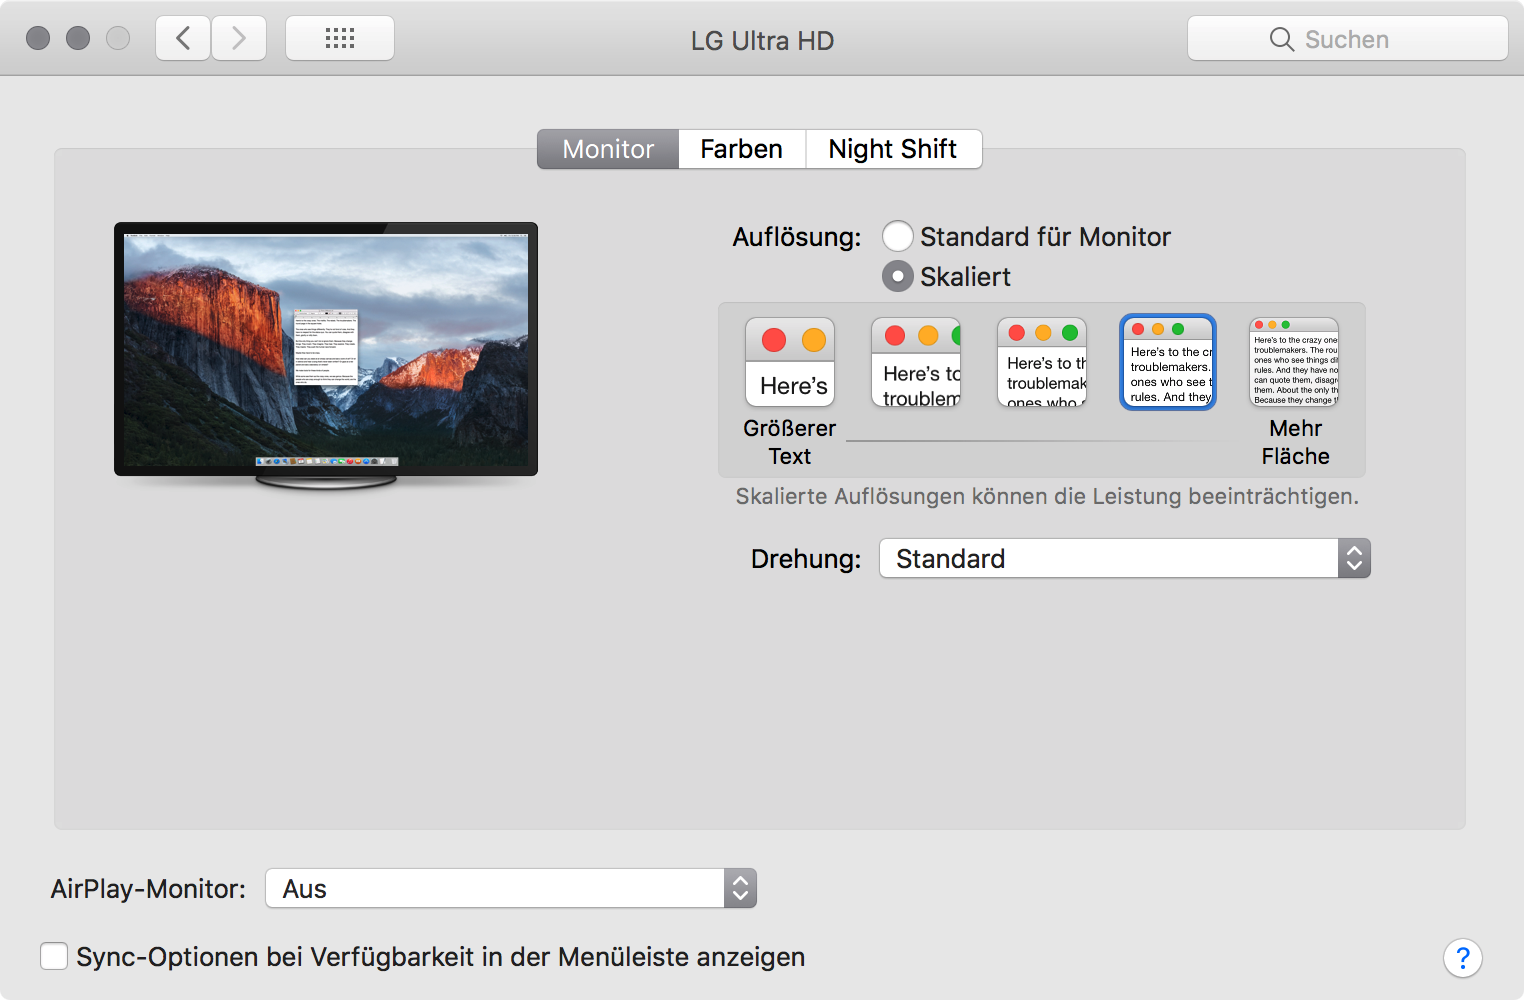 LG Ultra HD
Suchen
Monitor
Farben
Night Shift
Auflösung:
Standard für Monitor
Skaliert
Here's
Here's to
troublem
Here's to th
troublemak
ones who
Here's to the cr
troublemakers.
ones who see t
rules. And they
Here's to the crazy one
troublemakers. The rou
ones who see things di
rules. And they have no
can quote them, disagr
them. About the only th
Because they change t
Größerer
Text
Mehr
Fläche
Skalierte Auflösungen können die Leistung beeinträchtigen.
Drehung:
Standard
AirPlay-Monitor:
Aus
Sync-Optionen bei Verfügbarkeit in der Menüleiste anzeigen
?